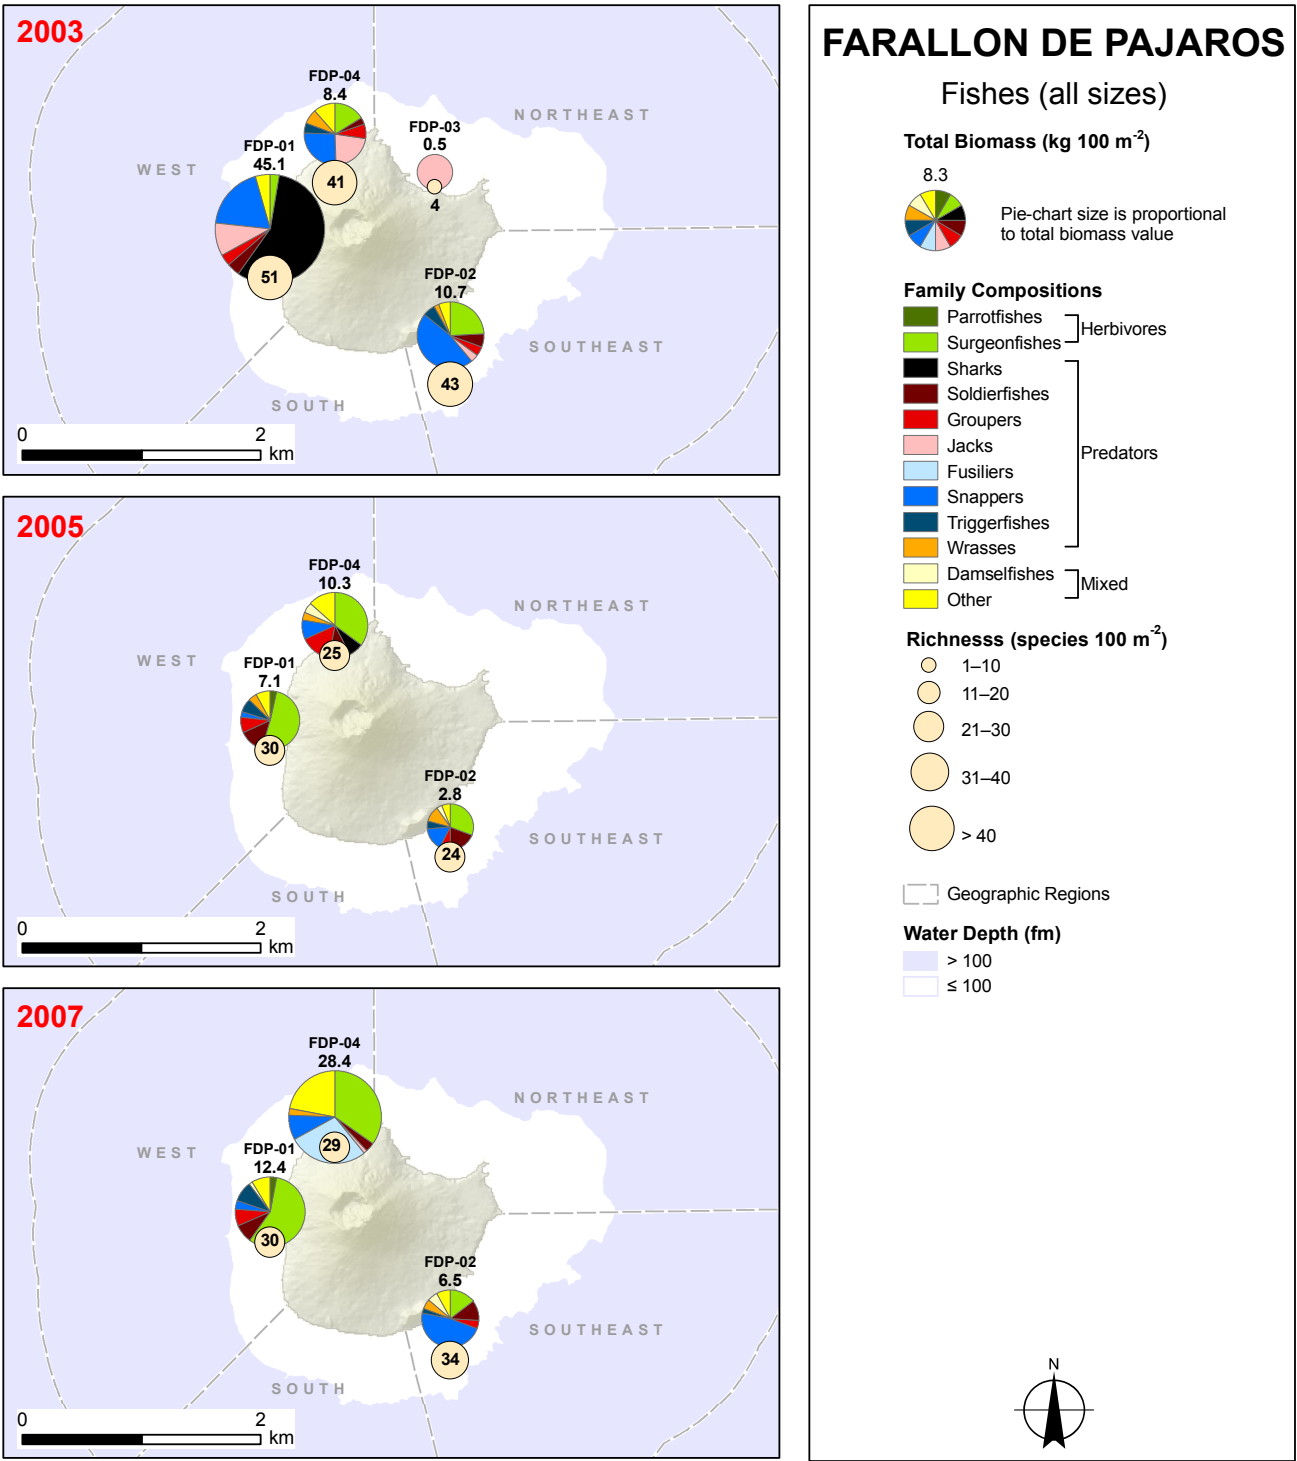 2003
FDP-04
8.4
NORTHEAST
FDP-03
0.5
FDP-01
45.1
WEST
41
4
51
FDP-02
10.7
SOUTHEAST
43
SOUTH
0 2
km
2005
FDP-04
10.3
NORTHEAST
25
WEST
FDP-01
7.1
30
FDP-02
2.8
SOUTHEAST
24
SOUTH
0 2
km
2007
FDP-04
28.4
NORTHEAST
29
WEST
FDP-01
12.4
30
FDP-02
6.5
SOUTHEAST
34
SOUTH
0 2
km
FARALLON DE PAJAROS
Fishes (all sizes)
Total Biomass (kg 100 m⁻²)
8.3
Pie-chart size is proportional
to total biomass value
Family Compositions
Parrotfishes
Herbivores
Surgeonfishes
Sharks
Soldierfishes
Groupers
Jacks
Predators
Fusiliers
Snappers
Triggerfishes
Wrasses
Damselfishes
Mixed
Other
Richnesss (species 100 m⁻²)
1–10
11–20
21–30
31–40
> 40
Geographic Regions
Water Depth (fm)
> 100
≤ 100
N